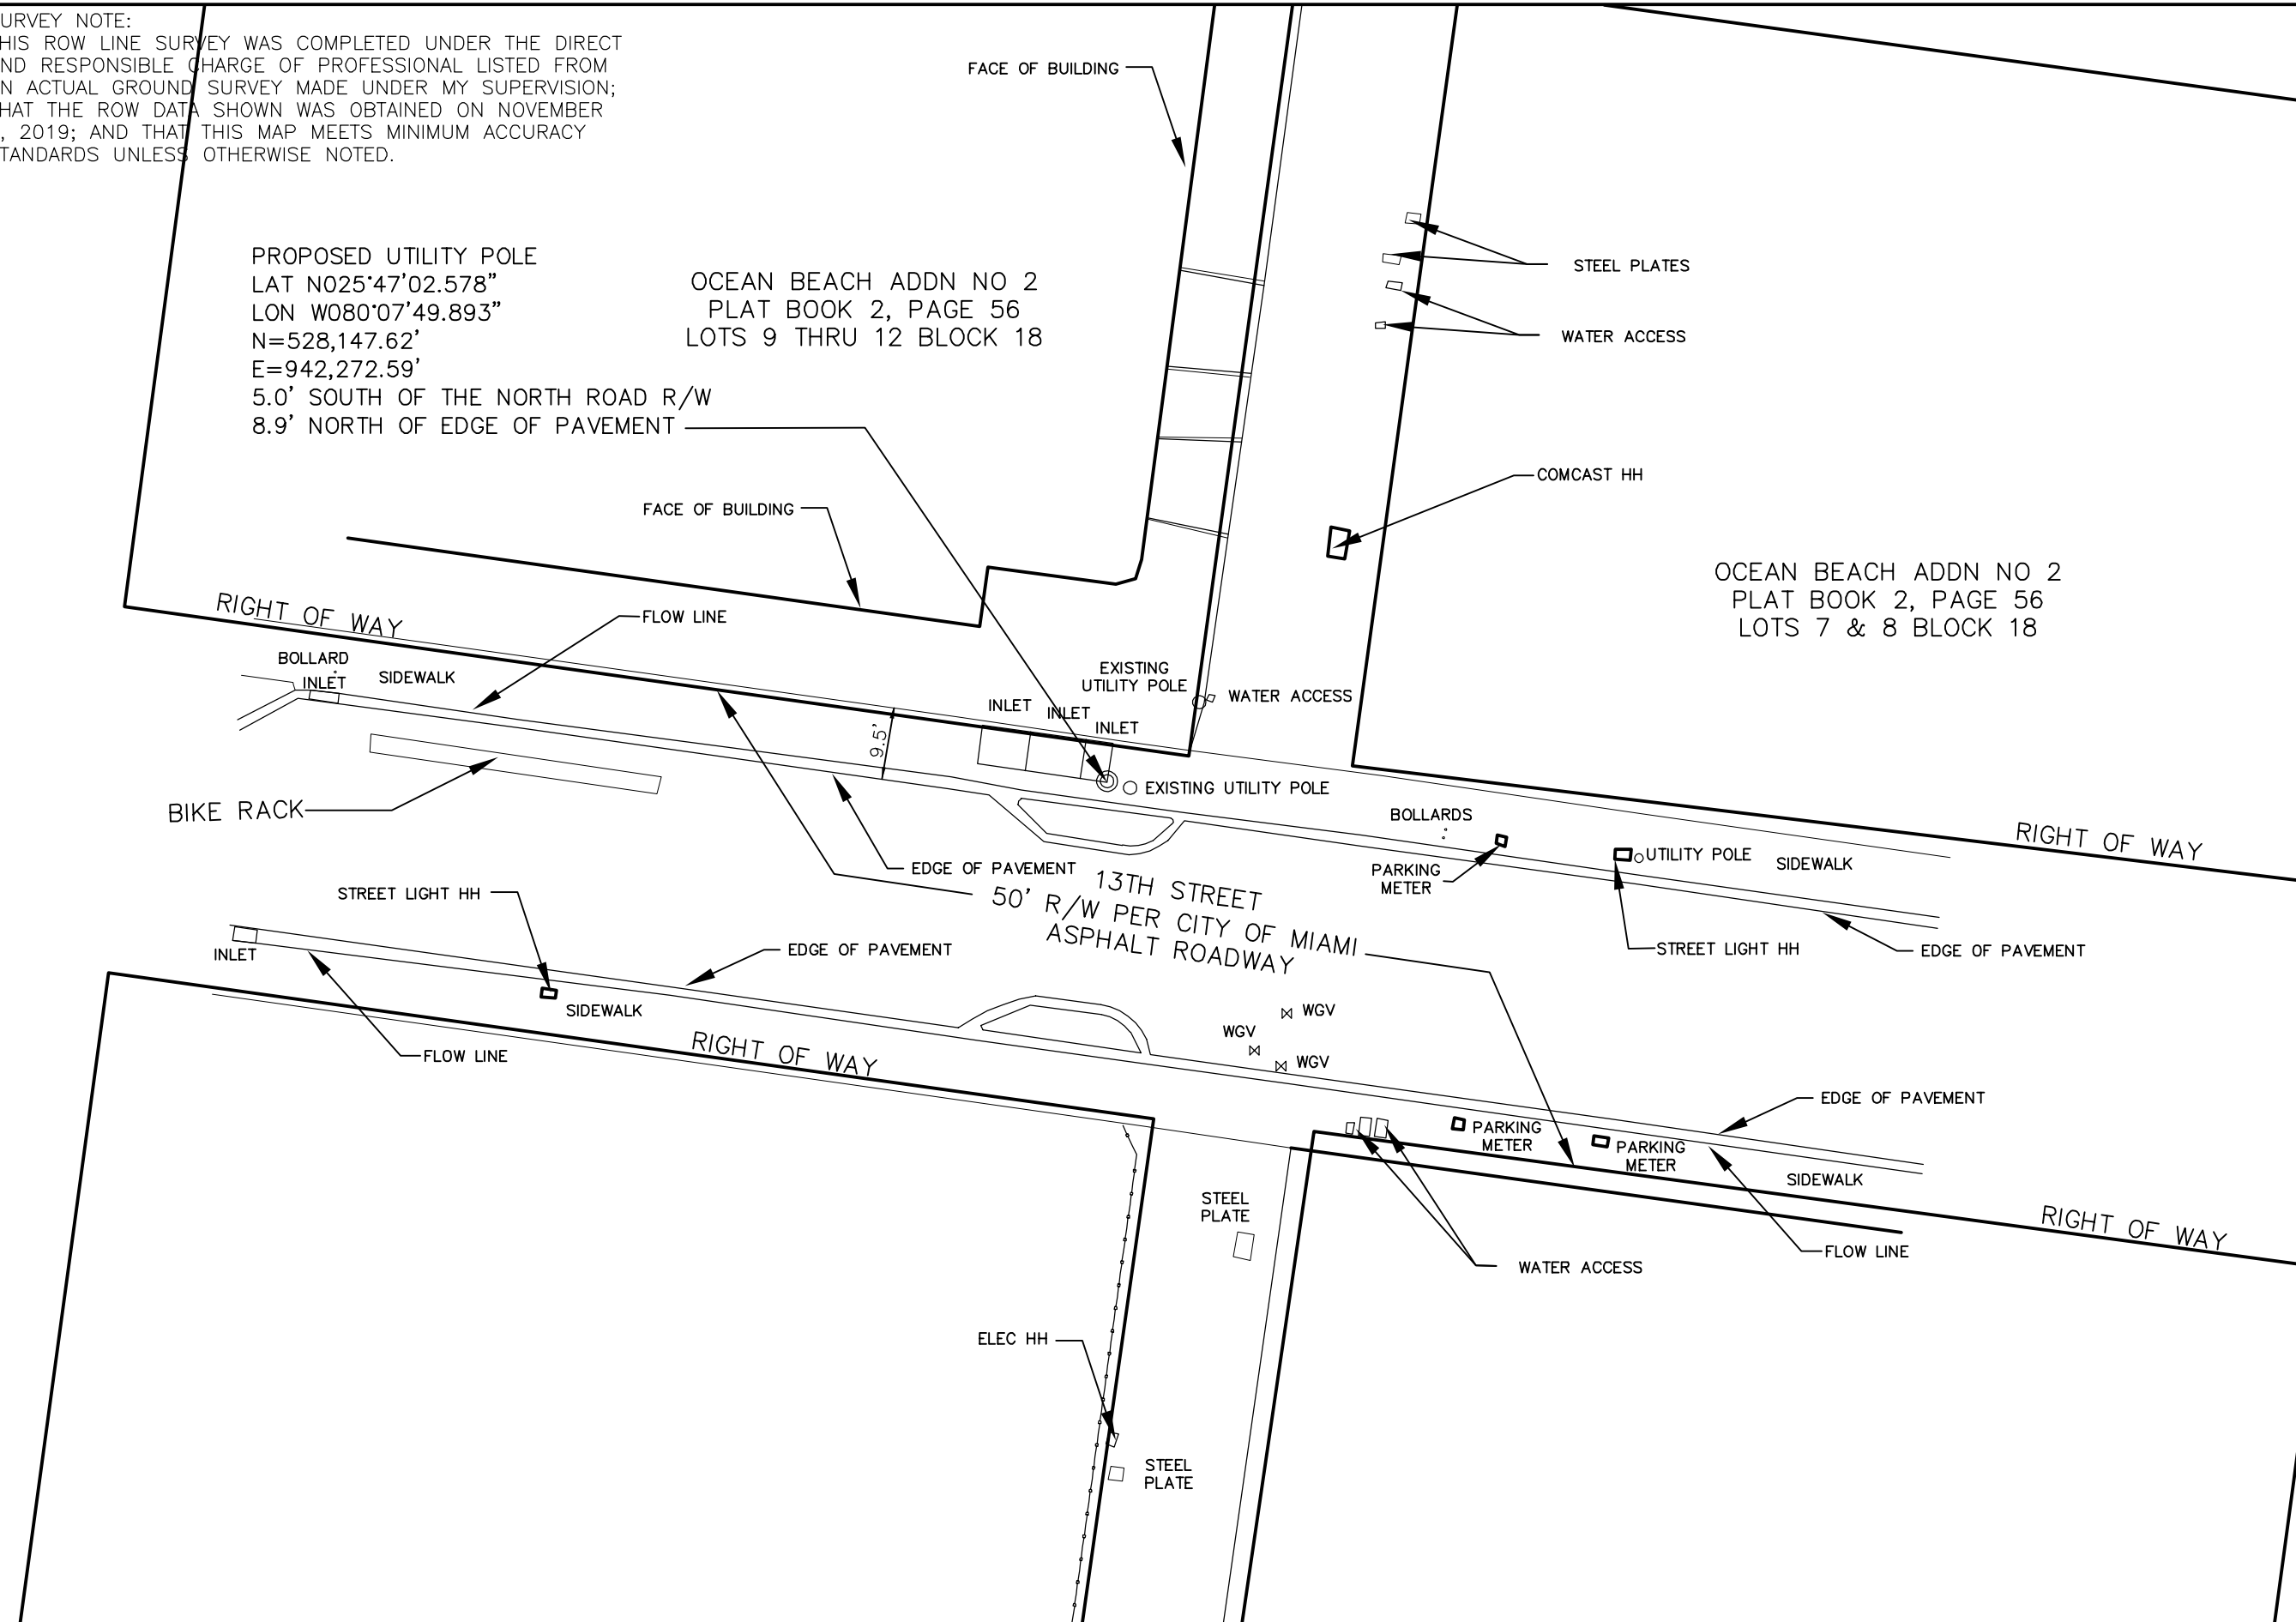 URVEY NOTE:
HIS ROW LINE SURVEY WAS COMPLETED UNDER THE DIRECT
ND RESPONSIBLE CHARGE OF PROFESSIONAL LISTED FROM
N ACTUAL GROUND SURVEY MADE UNDER MY SUPERVISION;
HAT THE ROW DATA SHOWN WAS OBTAINED ON NOVEMBER
, 2019; AND THAT THIS MAP MEETS MINIMUM ACCURACY
TANDARDS UNLESS OTHERWISE NOTED.
FACE OF BUILDING
PROPOSED UTILITY POLE
LAT N025°47'02.578"
LON W080°07'49.893"
N=528,147.62'
E=942,272.59'
5.0' SOUTH OF THE NORTH ROAD R/W
8.9' NORTH OF EDGE OF PAVEMENT
OCEAN BEACH ADDN NO 2
PLAT BOOK 2, PAGE 56
LOTS 9 THRU 12 BLOCK 18
STEEL PLATES
WATER ACCESS
COMCAST HH
FACE OF BUILDING
OCEAN BEACH ADDN NO 2
PLAT BOOK 2, PAGE 56
LOTS 7 & 8 BLOCK 18
RIGHT OF WAY
FLOW LINE
BOLLARD
INLET
SIDEWALK
EXISTING
UTILITY POLE
WATER ACCESS
INLET
INLET
INLET
9.5'
EXISTING UTILITY POLE
BIKE RACK
BOLLARDS
RIGHT OF WAY
PARKING
METER
UTILITY POLE
SIDEWALK
EDGE OF PAVEMENT
STREET LIGHT HH
13TH STREET
50' R/W PER CITY OF MIAMI
ASPHALT ROADWAY
EDGE OF PAVEMENT
STREET LIGHT HH
EDGE OF PAVEMENT
INLET
SIDEWALK
WGV
WGV
WGV
RIGHT OF WAY
FLOW LINE
EDGE OF PAVEMENT
PARKING
METER
PARKING
METER
SIDEWALK
STEEL
PLATE
RIGHT OF WAY
FLOW LINE
WATER ACCESS
ELEC HH
STEEL
PLATE